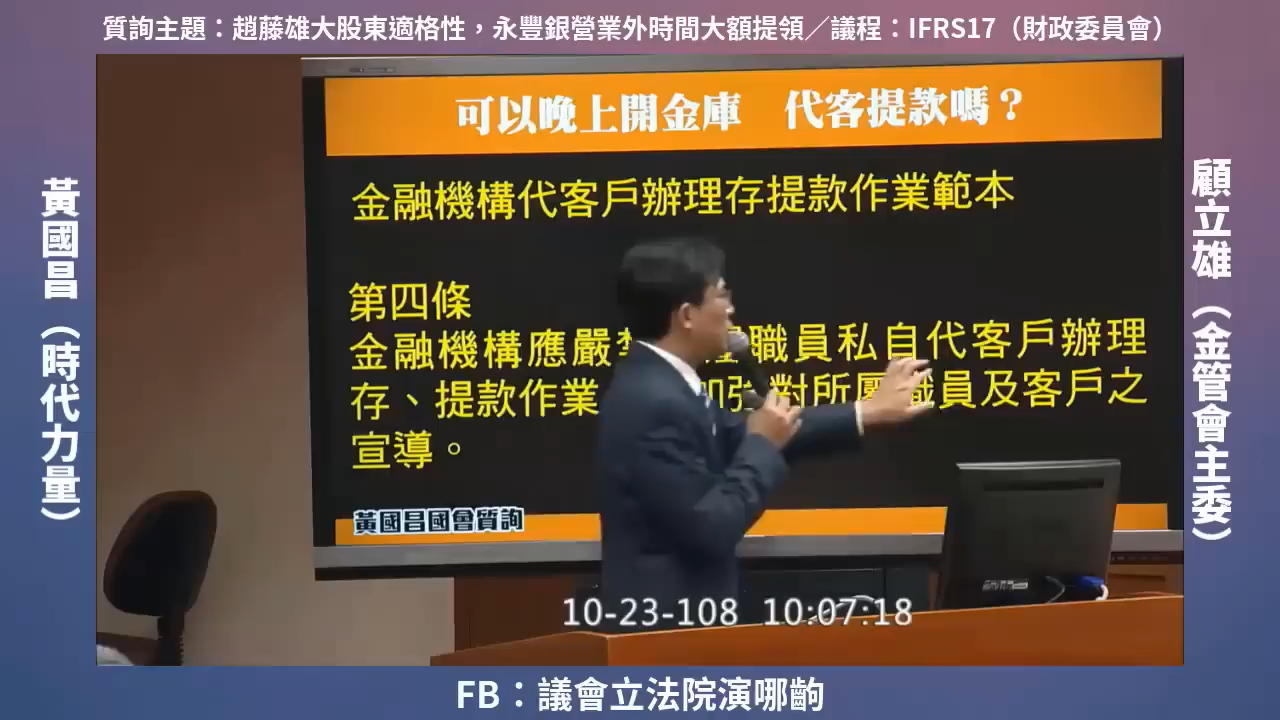 質詢主題：趙藤雄大股東適格性，永豐銀營業外時間大額提領／議程：IFRS17（財政委員會）
可以晚上開金庫 代客提款嗎？
金融機構代客戶辦理存提款作業範本
第四條
金融機構應嚴 職員私自代客戶辦理
存、提款作業 對所屬職員及客戶之
宣導。
黃國昌國會質詢
黃國昌（時代力量）
顧立雄（金管會主委）
10-23-108 10:07:18
FB：議會立法院演哪齣